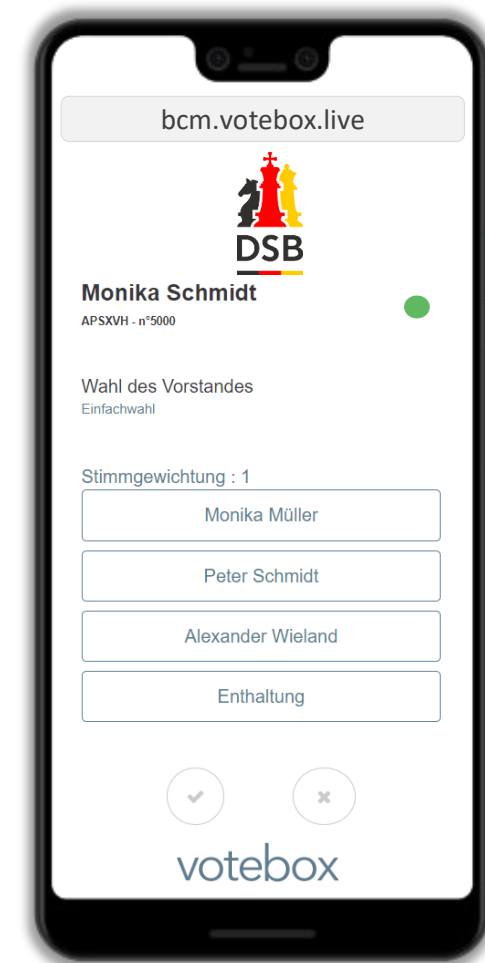 bcm.votebox.live
DSB
Monika Schmidt
APSXVH - n°5000
Wahl des Vorstandes
Einfachwahl
Stimmgewichtung : 1
Monika Müller
Peter Schmidt
Alexander Wieland
Enthaltung
votebox